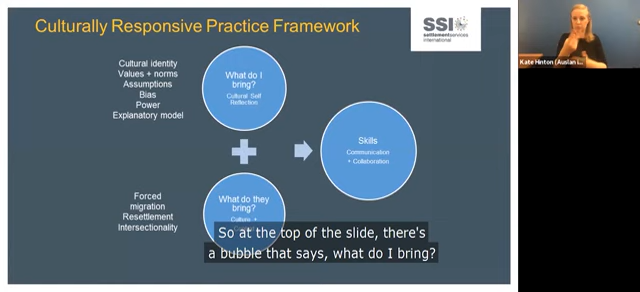 Culturally Responsive Practice Framework
SSI
settlement services
international
Cultural identity
Values + norms
Assumptions
Bias
Power
Explanatory model
What do I
bring?
Cultural Self
Reflection
Skills
Communication
+ Collaboration
Forced
migration
Resettlement
Intersectionality
What do they
bring?
Culture +
So at the top of the slide, there's
a bubble that says, what do I bring?
Kate Hinton (Auslan i...